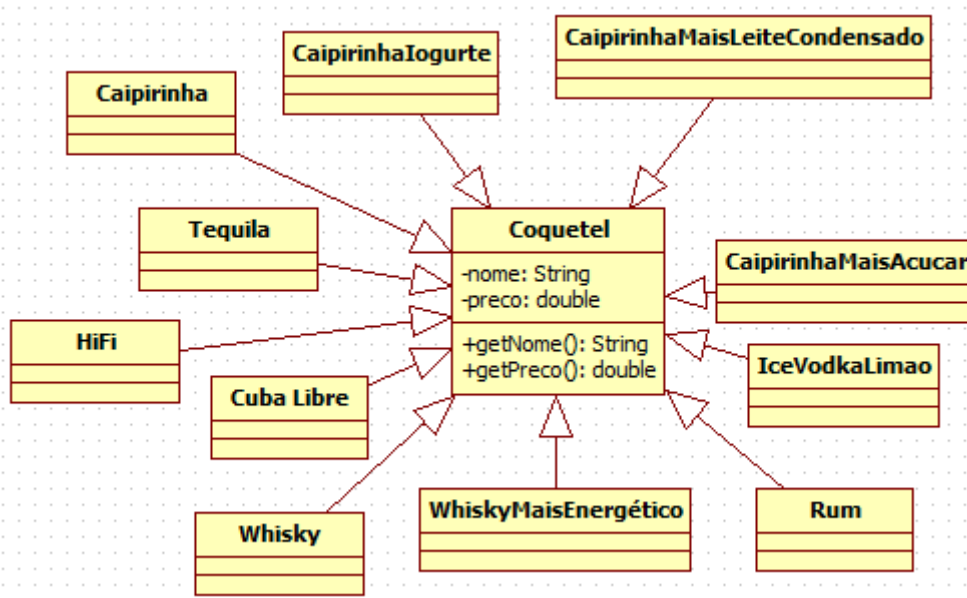 CaipirinhaIogurte
CaipirinhaMaisLeiteCondensado
Caipirinha
Tequila
Coquetel
-nome: String
-preco: double
+getNome(): String
+getPreco(): double
CaipirinhaMaisAcucar
HiFi
IceVodkaLimao
Cuba Libre
WhiskyMaisEnergético
Rum
Whisky